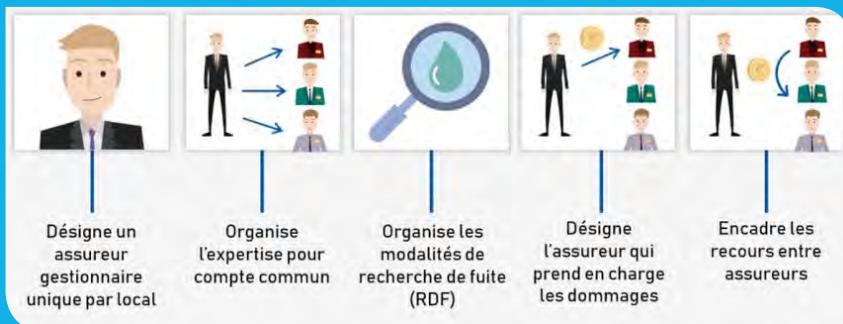 Désigne un
assureur
gestionnaire
unique par local
Organise
l'expertise pour
compte commun
Organise les
modalités de
recherche de fuite
(RDF)
Désigne
l'assureur qui
prend en charge
les dommages
Encadre les
recours entre
assureurs